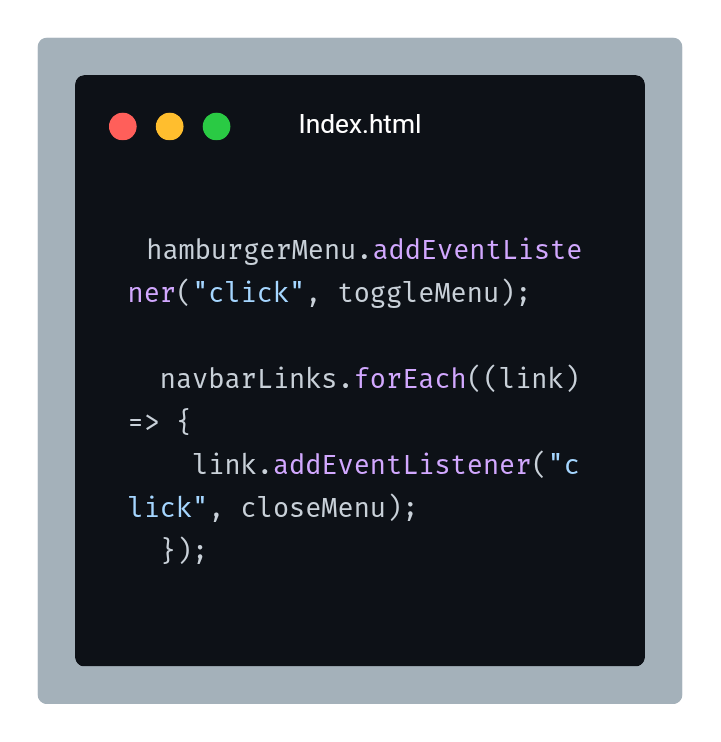 Index.html
hamburgerMenu.addEventListe
ner("click", toggleMenu);
navbarLinks.forEach((link)
=> {
link.addEventListener("c
lick", closeMenu);
});